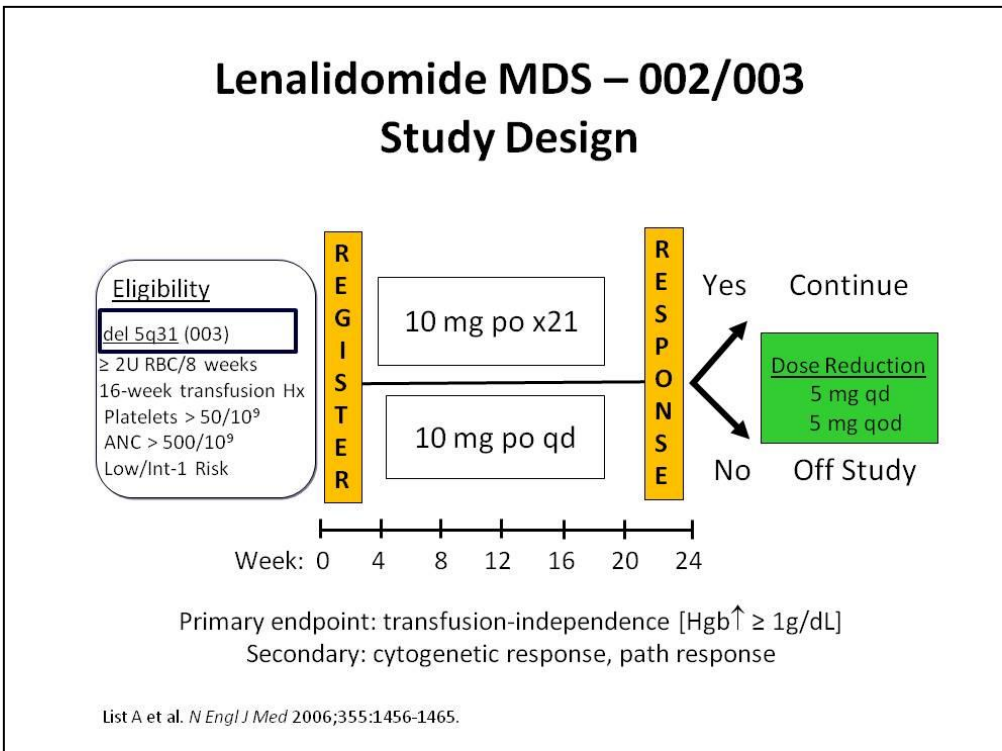 Lenalidomide MDS – 002/003
Study Design
Eligibility
del 5q31 (003)
≥ 2U RBC/8 weeks
16-week transfusion Hx
Platelets > 50/10⁹
ANC > 500/10⁹
Low/Int-1 Risk
REGISTER
10 mg po x21
10 mg po qd
RESPONSE
Yes Continue
Dose Reduction
5 mg qd
5 mg qod
No Off Study
Week: 0 4 8 12 16 20 24
Primary endpoint: transfusion-independence [Hgb↑ ≥ 1g/dL]
Secondary: cytogenetic response, path response
List A et al. N Engl J Med 2006;355:1456-1465.